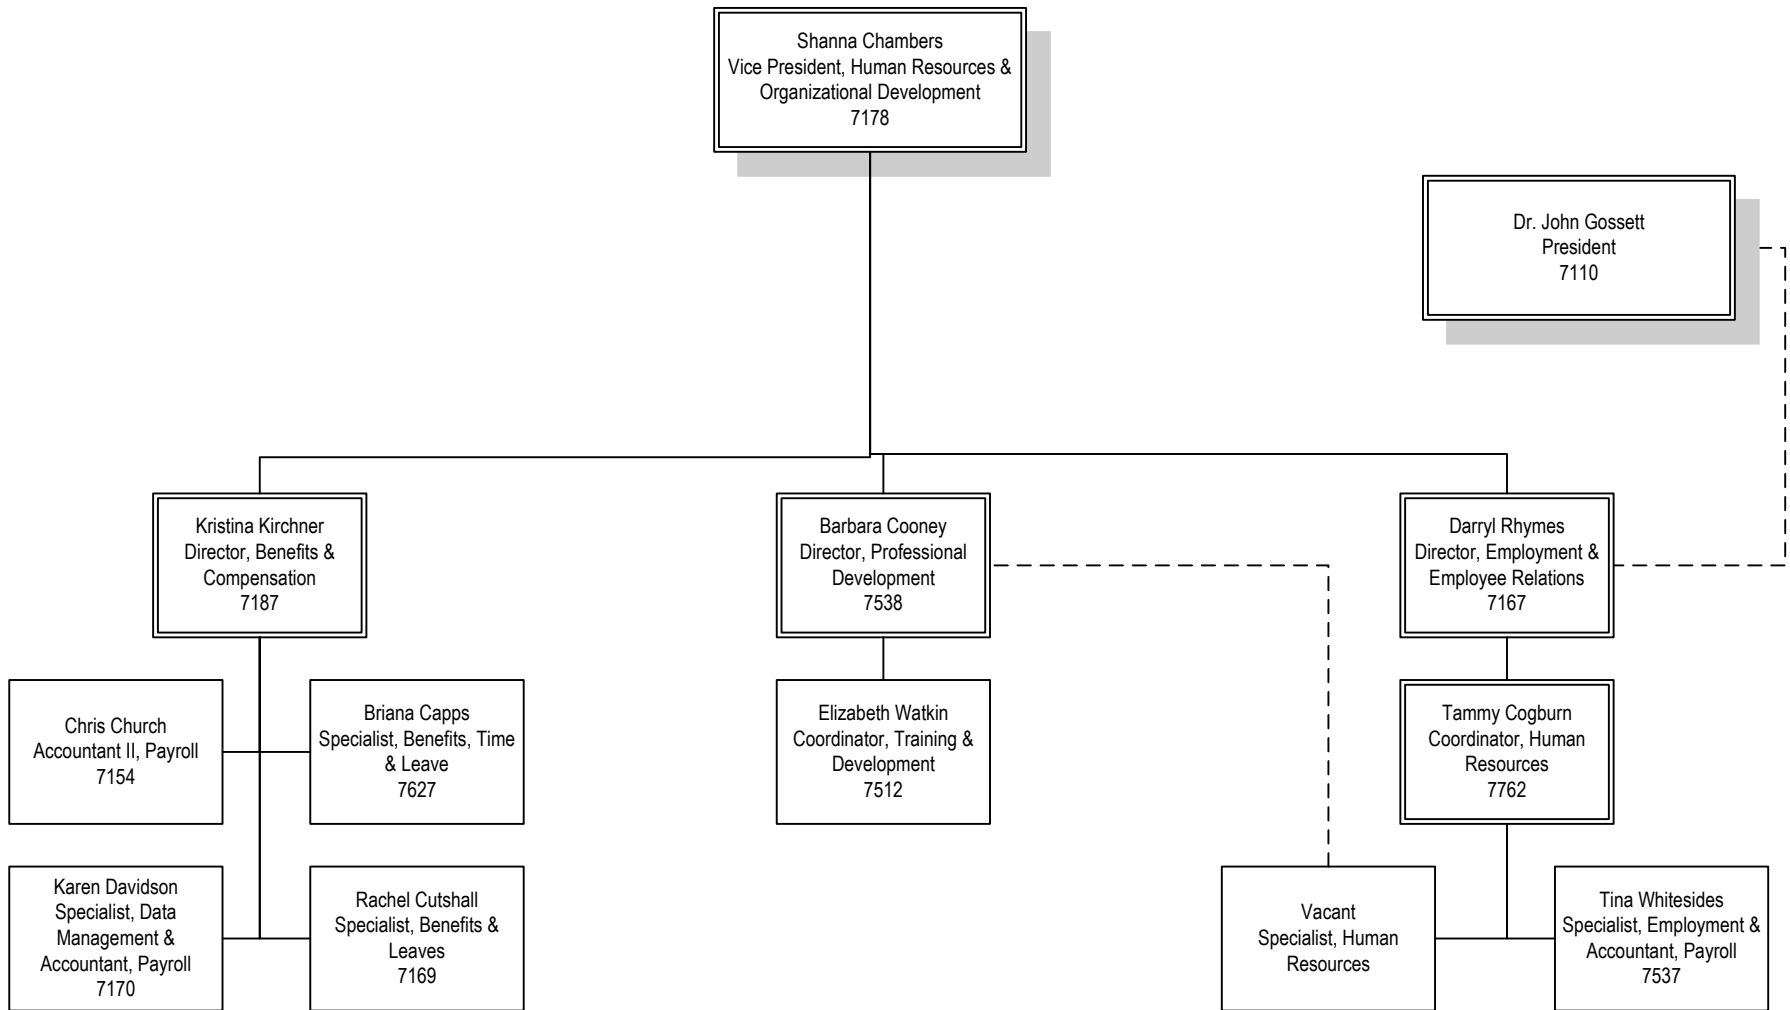 Shanna Chambers
Vice President, Human Resources &
Organizational Development
7178
Dr. John Gossett
President
7110
Kristina Kirchner
Director, Benefits &
Compensation
7187
Barbara Cooney
Director, Professional
Development
7538
Darryl Rhymes
Director, Employment &
Employee Relations
7167
Chris Church
Accountant II, Payroll
7154
Briana Capps
Specialist, Benefits, Time
& Leave
7627
Elizabeth Watkin
Coordinator, Training &
Development
7512
Tammy Cogburn
Coordinator, Human
Resources
7762
Karen Davidson
Specialist, Data
Management &
Accountant, Payroll
7170
Rachel Cutshall
Specialist, Benefits &
Leaves
7169
Vacant
Specialist, Human
Resources
Tina Whitesides
Specialist, Employment &
Accountant, Payroll
7537